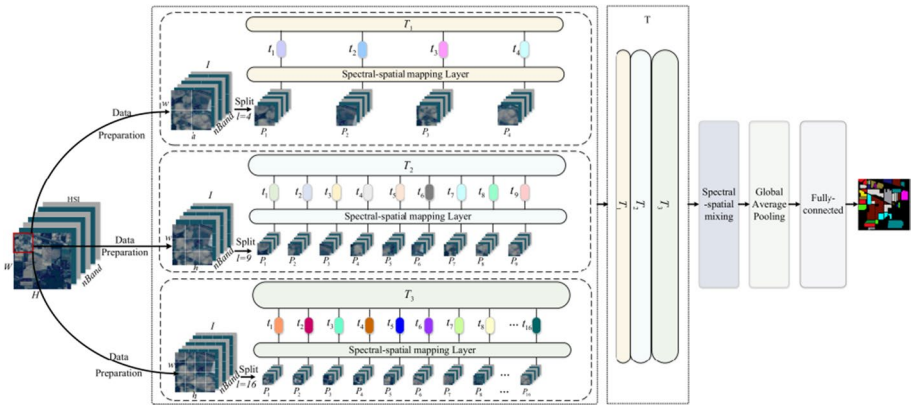 HSI
W
H
nBand
Data
Preparation
Data
Preparation
Data
Preparation
I
w
nBand
Split
l=4
T1
t1 t2 t3 t4
Spectral-spatial mapping Layer
P1 P2 P3 P4
I
w
h
nBand
Split
l=9
T2
t1 t2 t3 t4 t5 t6 t7 t8 t9
Spectral-spatial mapping Layer
P1 P2 P3 P4 P5 P6 P7 P8 P9
I
w
h
nBand
Split
l=16
T3
t1 t2 t3 t4 t5 t6 t7 t8 ... t16
Spectral-spatial mapping Layer
P1 P2 P3 P4 P5 P6 P7 P8 ... P16
T
T1 T2 T3
Spectral
-spatial
mixing
Global
Average
Pooling
Fully-
connected